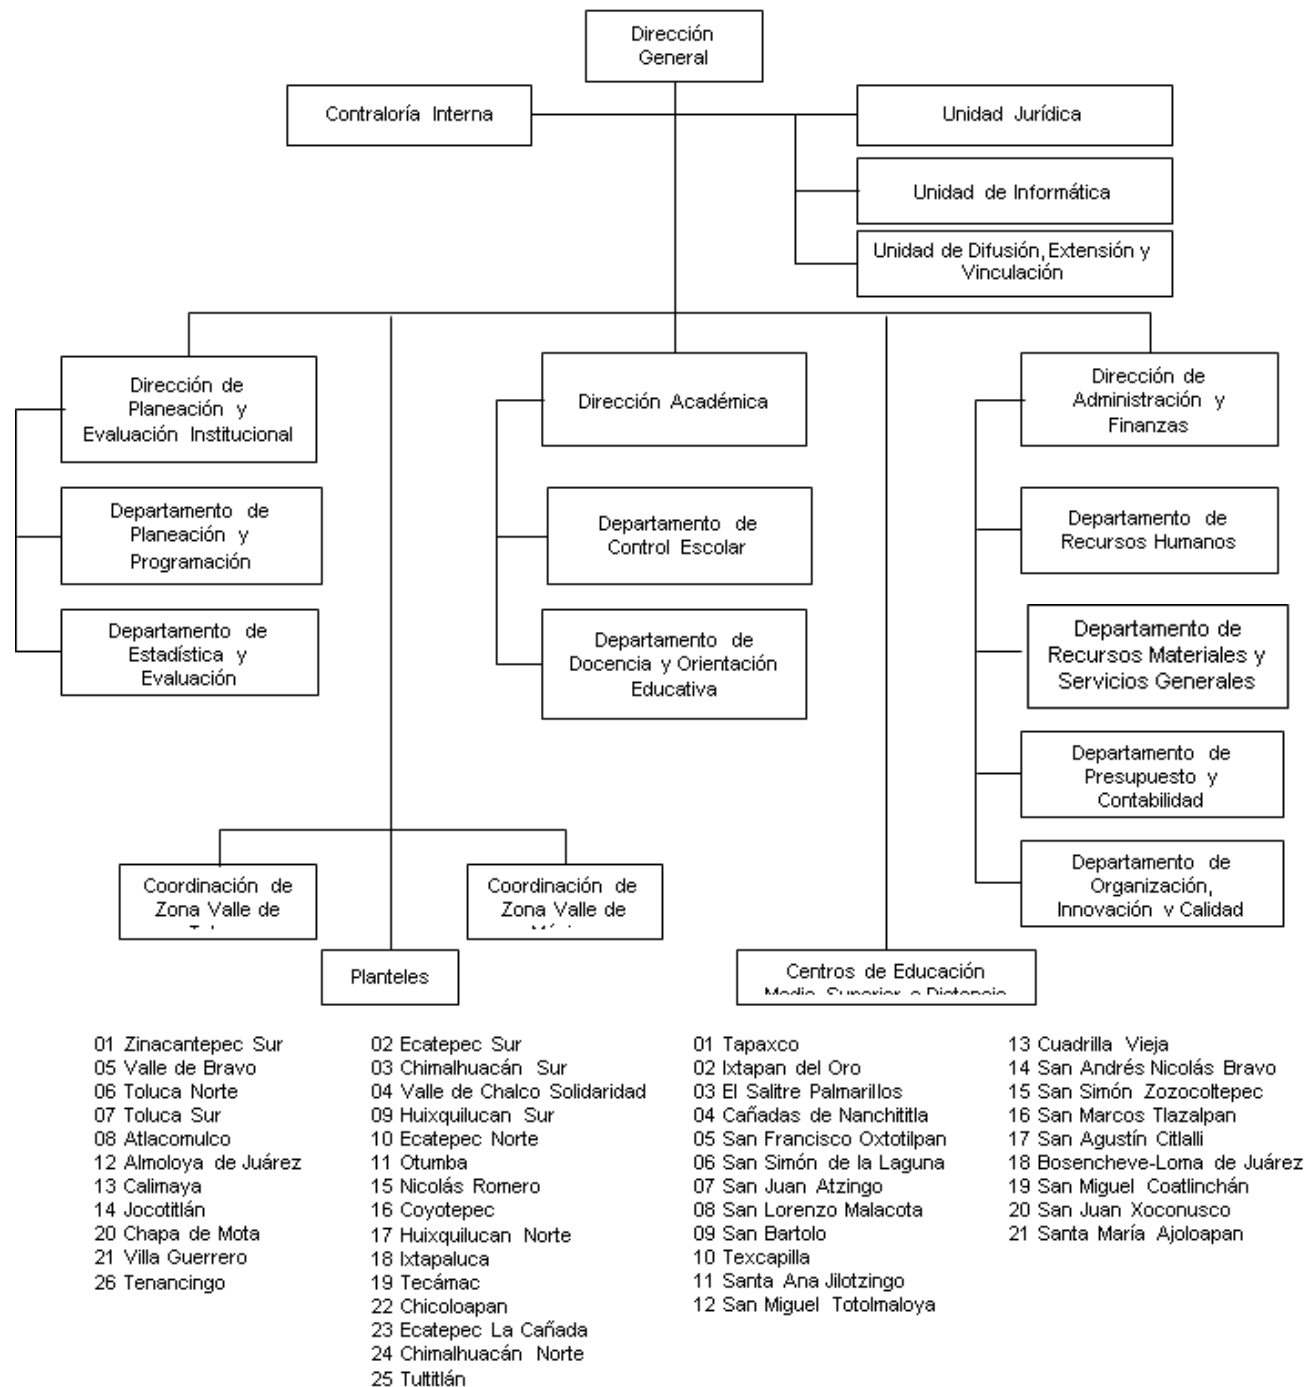 Dirección
General
Contraloría Interna
Unidad Jurídica
Unidad de Informática
Unidad de Difusión, Extensión y
Vinculación
Dirección de
Planeación y
Evaluación Institucional
Dirección Académica
Dirección de
Administración y
Finanzas
Departamento de
Planeación y
Programación
Departamento de
Control Escolar
Departamento de
Recursos Humanos
Departamento de
Estadística y
Evaluación
Departamento de
Docencia y Orientación
Educativa
Departamento de
Recursos Materiales y
Servicios Generales
Departamento de
Presupuesto y
Contabilidad
Departamento de
Organización,
Innovación y Calidad
Coordinación de
Zona Valle de
Coordinación de
Zona Valle de
Planteles
Centros de Educación
Media Superior a Distancia
01 Zinacantepec Sur
05 Valle de Bravo
06 Toluca Norte
07 Toluca Sur
08 Atlacomulco
12 Almoloya de Juárez
13 Calimaya
14 Jocotitlán
20 Chapa de Mota
21 Villa Guerrero
26 Tenancingo
02 Ecatepec Sur
03 Chimalhuacán Sur
04 Valle de Chalco Solidaridad
09 Huixquilucan Sur
10 Ecatepec Norte
11 Otumba
15 Nicolás Romero
16 Coyotepec
17 Huixquilucan Norte
18 Ixtapaluca
19 Tecámac
22 Chicoloapan
23 Ecatepec La Cañada
24 Chimalhuacán Norte
25 Tultitlán
01 Tapaxco
02 Ixtapan del Oro
03 El Salitre Palmarillos
04 Cañadas de Nanchititla
05 San Francisco Oxtotilpan
06 San Simón de la Laguna
07 San Juan Atzingo
08 San Lorenzo Malacota
09 San Bartolo
10 Texcapilla
11 Santa Ana Jilotzingo
12 San Miguel Totolmaloya
13 Cuadrilla Vieja
14 San Andrés Nicolás Bravo
15 San Simón Zozocoltepec
16 San Marcos Tlazalpan
17 San Agustín Citlalli
18 Bosencheve-Loma de Juárez
19 San Miguel Coatlinchán
20 San Juan Xoconusco
21 Santa María Ajoloapan